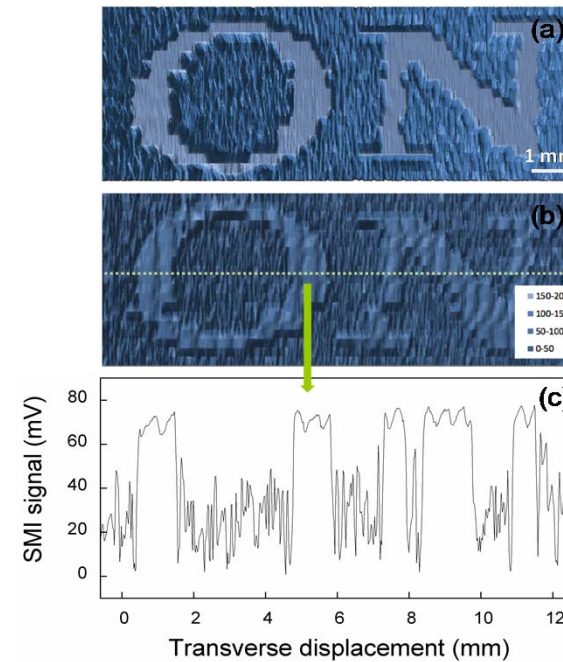 ON
(a)
1 mm
(b)
150-20
100-15
50-100
0-50
(c)
80
60
40
20
0
SMI signal (mV)
0 2 4 6 8 10 12
Transverse displacement (mm)